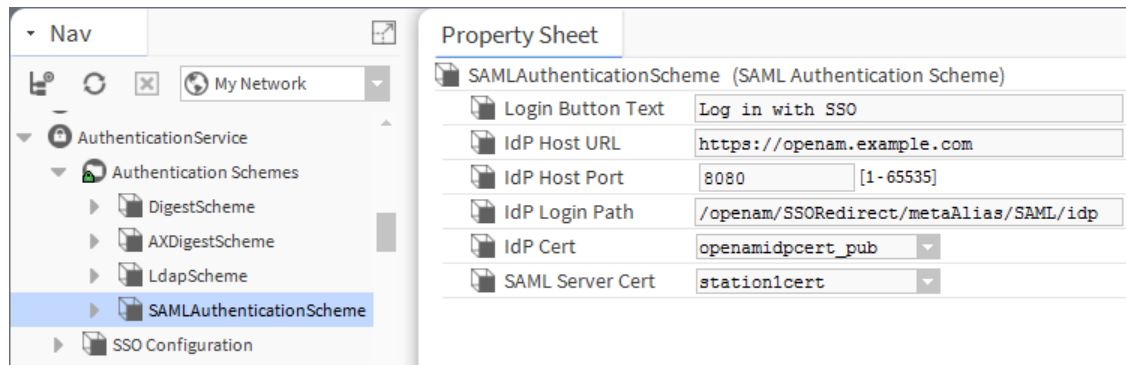 Nav
My Network
AuthenticationService
Authentication Schemes
DigestScheme
AXDigestScheme
LdapScheme
SAMLAuthenticationScheme
SSO Configuration
Property Sheet
SAMLAuthenticationScheme (SAML Authentication Scheme)
Login Button Text Log in with SSO
IdP Host URL https://openam.example.com
IdP Host Port 8080 [1-65535]
IdP Login Path /openam/SSORedirect/metaAlias/SAML/idp
IdP Cert openamidpcert_pub
SAML Server Cert station1cert